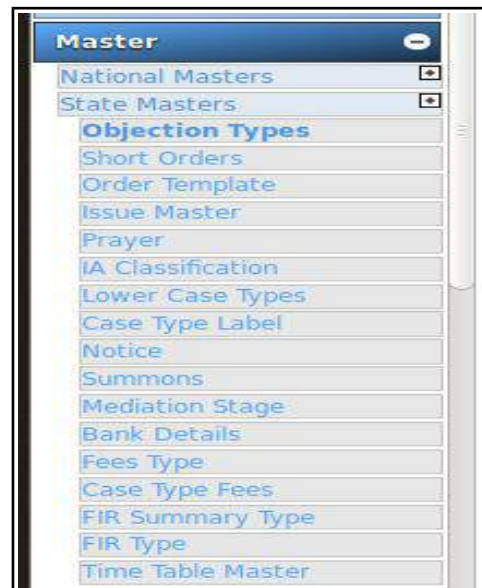 Master
National Masters
State Masters
Objection Types
Short Orders
Order Template
Issue Master
Prayer
IA Classification
Lower Case Types
Case Type Label
Notice
Summons
Mediation Stage
Bank Details
Fees Type
Case Type Fees
FIR Summary Type
FIR Type
Time Table Master